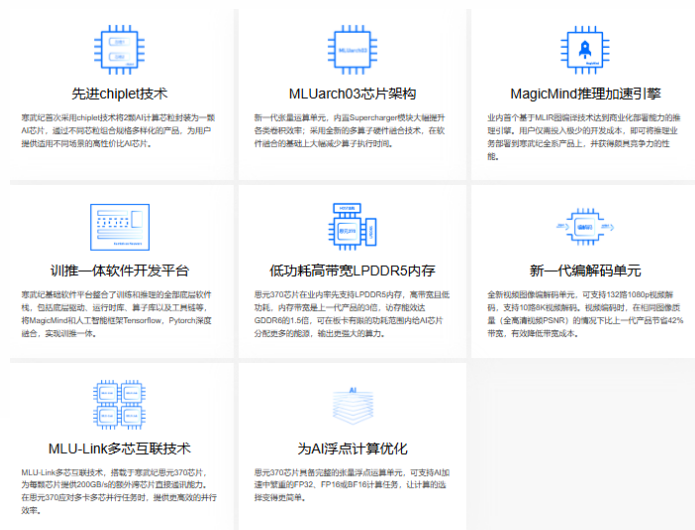 先进chiplet技术
寒武纪首次采用chiplet技术将2颗AI计算芯粒封装为一颗
AI芯片，通过不同芯粒组合规格多样化的产品，为用户
提供适用不同场景的高性价比AI芯片。
MLUarch03
MLUarch03芯片架构
新一代张量运算单元，内置Supercharger模块大幅提升
各类卷积效率；采用全新的多算子硬件融合技术，在软
件融合的基础上大幅减少算子执行时间。
MagicMind推理加速引擎
业内首个基于MLIR图编译技术达到商业化部署能力的推
理引擎。用户仅需投入极少的开发成本，即可将推理业
务部署到寒武纪全系产品上，并获得颇具竞争力的性
能。
训推一体软件开发平台
寒武纪基础软件平台整合了训练和推理的全部底层软件
栈，包括底层驱动、运行时库、算子库以及工具链等，
将MagicMind和人工智能框架Tensorflow，Pytorch深度
融合，实现训推一体。
低功耗高带宽LPDDR5内存
思元370芯片在业内率先支持LPDDR5内存，高带宽且低
功耗，内存带宽是上一代产品的3倍，访存能效达
GDDR6的1.5倍，可在板卡有限的功耗范围内给AI芯片
分配更多的能源，输出更强大的算力。
编解码
新一代编解码单元
全新视频图像编解码单元，可支持132路1080p视频解
码，支持10路8K视频解码。视频编码时，在相同图像质
量（全高清视频PSNR）的情况下比上一代产品节省42%
带宽，有效降低带宽成本。
MLU-Link多芯互联技术
MLU-Link多芯互联技术，搭载于寒武纪思元370芯片，
为每颗芯片提供200GB/s的额外跨芯片直接通讯能力。
在思元370应对多卡多芯并行任务时，提供更高效的并行
效率。
AI
为AI浮点计算优化
思元370芯片具备完整的张量浮点运算单元，可支持AI加
速中繁重的FP32、FP16或BF16计算任务，让计算的选
择变得更简单。